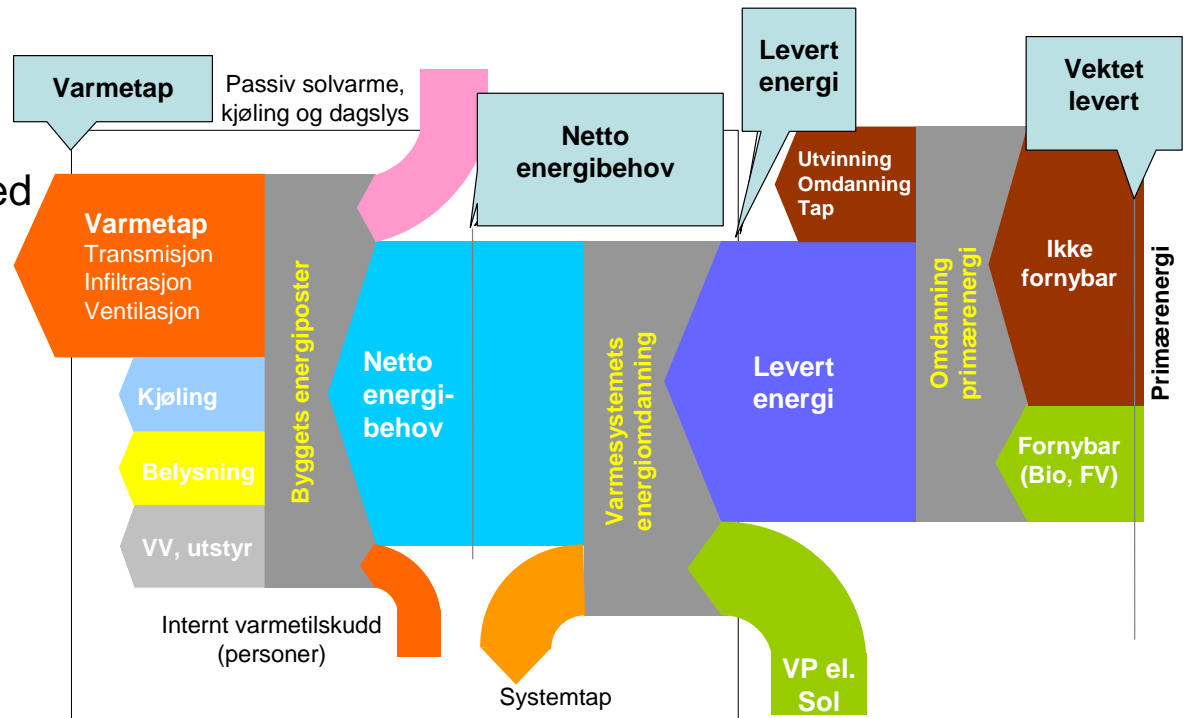 Varmetap
Passiv solvarme,
kjøling og dagslys
Netto
energibehov
Levert
energi
Vektet
levert
ed
Varmetap
Transmisjon
Infiltrasjon
Ventilasjon
Kjøling
Belysning
VV, utstyr
Byggets energiposter
Netto
energi-
behov
Varmesystemets
energiomdanning
Levert
energi
Utvinning
Omdanning
Tap
Omdanning
primærenergi
Ikke
fornybar
Fornybar
(Bio, FV)
Primærenergi
Internt varmetilskudd
(personer)
Systemtap
VP el.
Sol